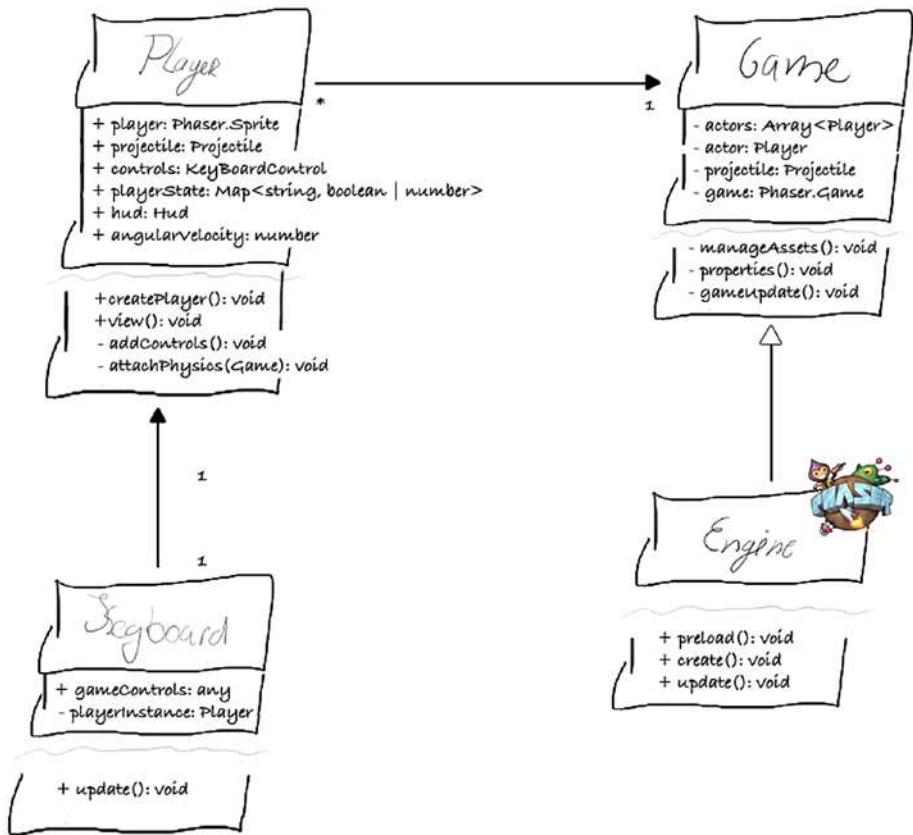 Player
+ player: Phaser.Sprite
+ projectile: Projectile
+ controls: KeyBoardControl
+ playerState: Map<string, boolean | number>
+ hud: Hud
+ angularVelocity: number
+createPlayer(): void
+view(): void
- addControls(): void
- attachPhysics(Game): void
*
1
Game
- actors: Array<Player>
- actor: Player
- projectile: Projectile
- game: Phaser.Game
- manageAssets(): void
- properties(): void
- gameUpdate(): void
1
1
Keyboard
+ gameControls: any
- playerInstance: Player
+ update(): void
PHASER
Engine
+ preload(): void
+ create(): void
+ update(): void